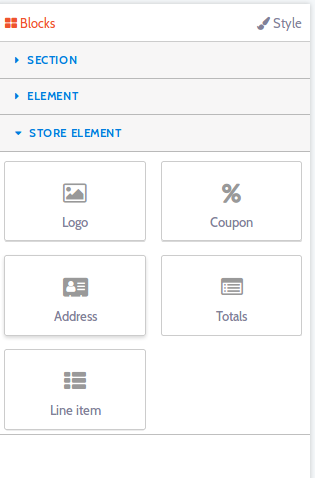 Blocks Style
SECTION
ELEMENT
STORE ELEMENT
Logo Coupon
Address Totals
Line item